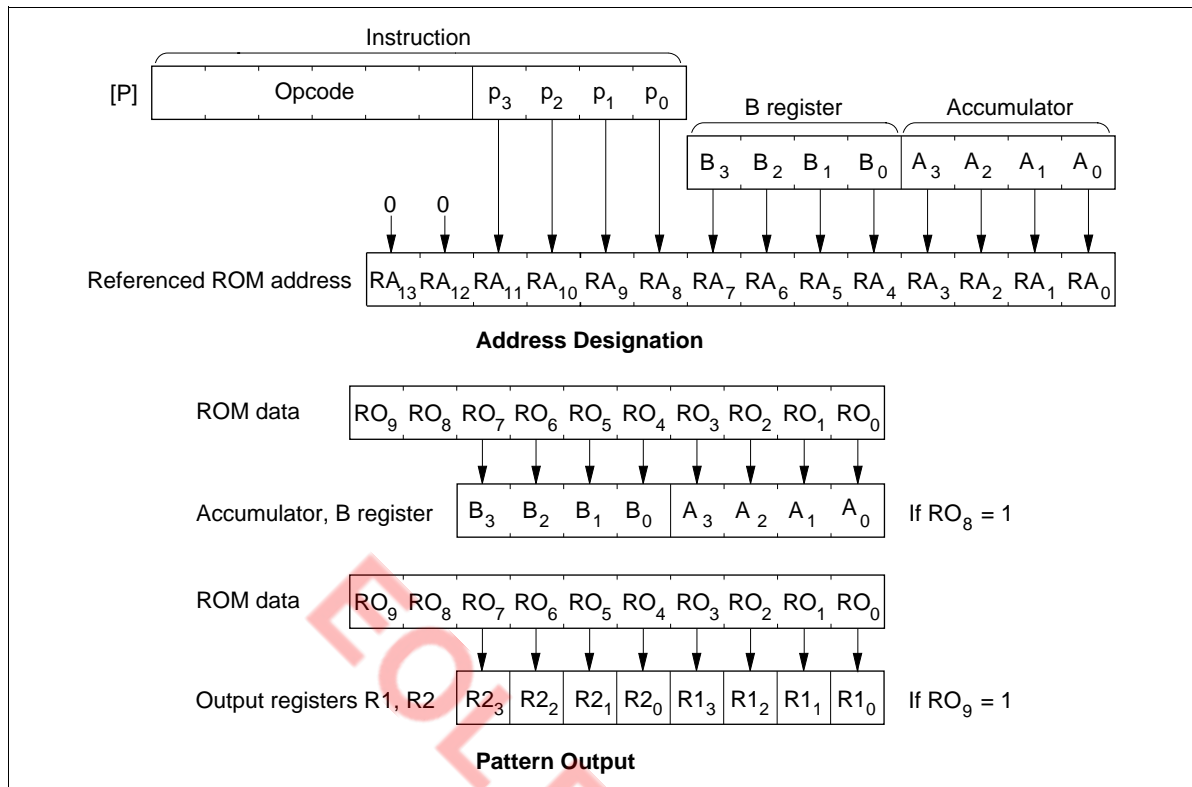 Instruction
[P] Opcode p3 p2 p1 p0
B register Accumulator
B3 B2 B1 B0 A3 A2 A1 A0
0 0
Referenced ROM address RA13 RA12 RA11 RA10 RA9 RA8 RA7 RA6 RA5 RA4 RA3 RA2 RA1 RA0
Address Designation
ROM data RO9 RO8 RO7 RO6 RO5 RO4 RO3 RO2 RO1 RO0
Accumulator, B register B3 B2 B1 B0 A3 A2 A1 A0 If RO8 = 1
ROM data RO9 RO8 RO7 RO6 RO5 RO4 RO3 RO2 RO1 RO0
Output registers R1, R2 R23 R22 R21 R20 R13 R12 R11 R10 If RO9 = 1
Pattern Output
EOL